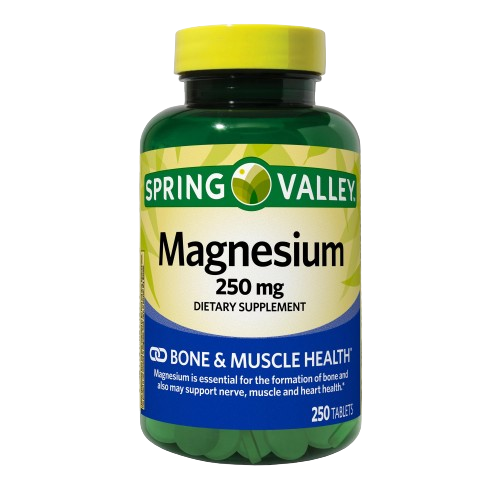 SPRING VALLEY®
Magnesium
250 mg
DIETARY SUPPLEMENT
BONE & MUSCLE HEALTH*
Magnesium is essential for the formation of bone and
also may support nerve, muscle and heart health.*
250 TABLETS